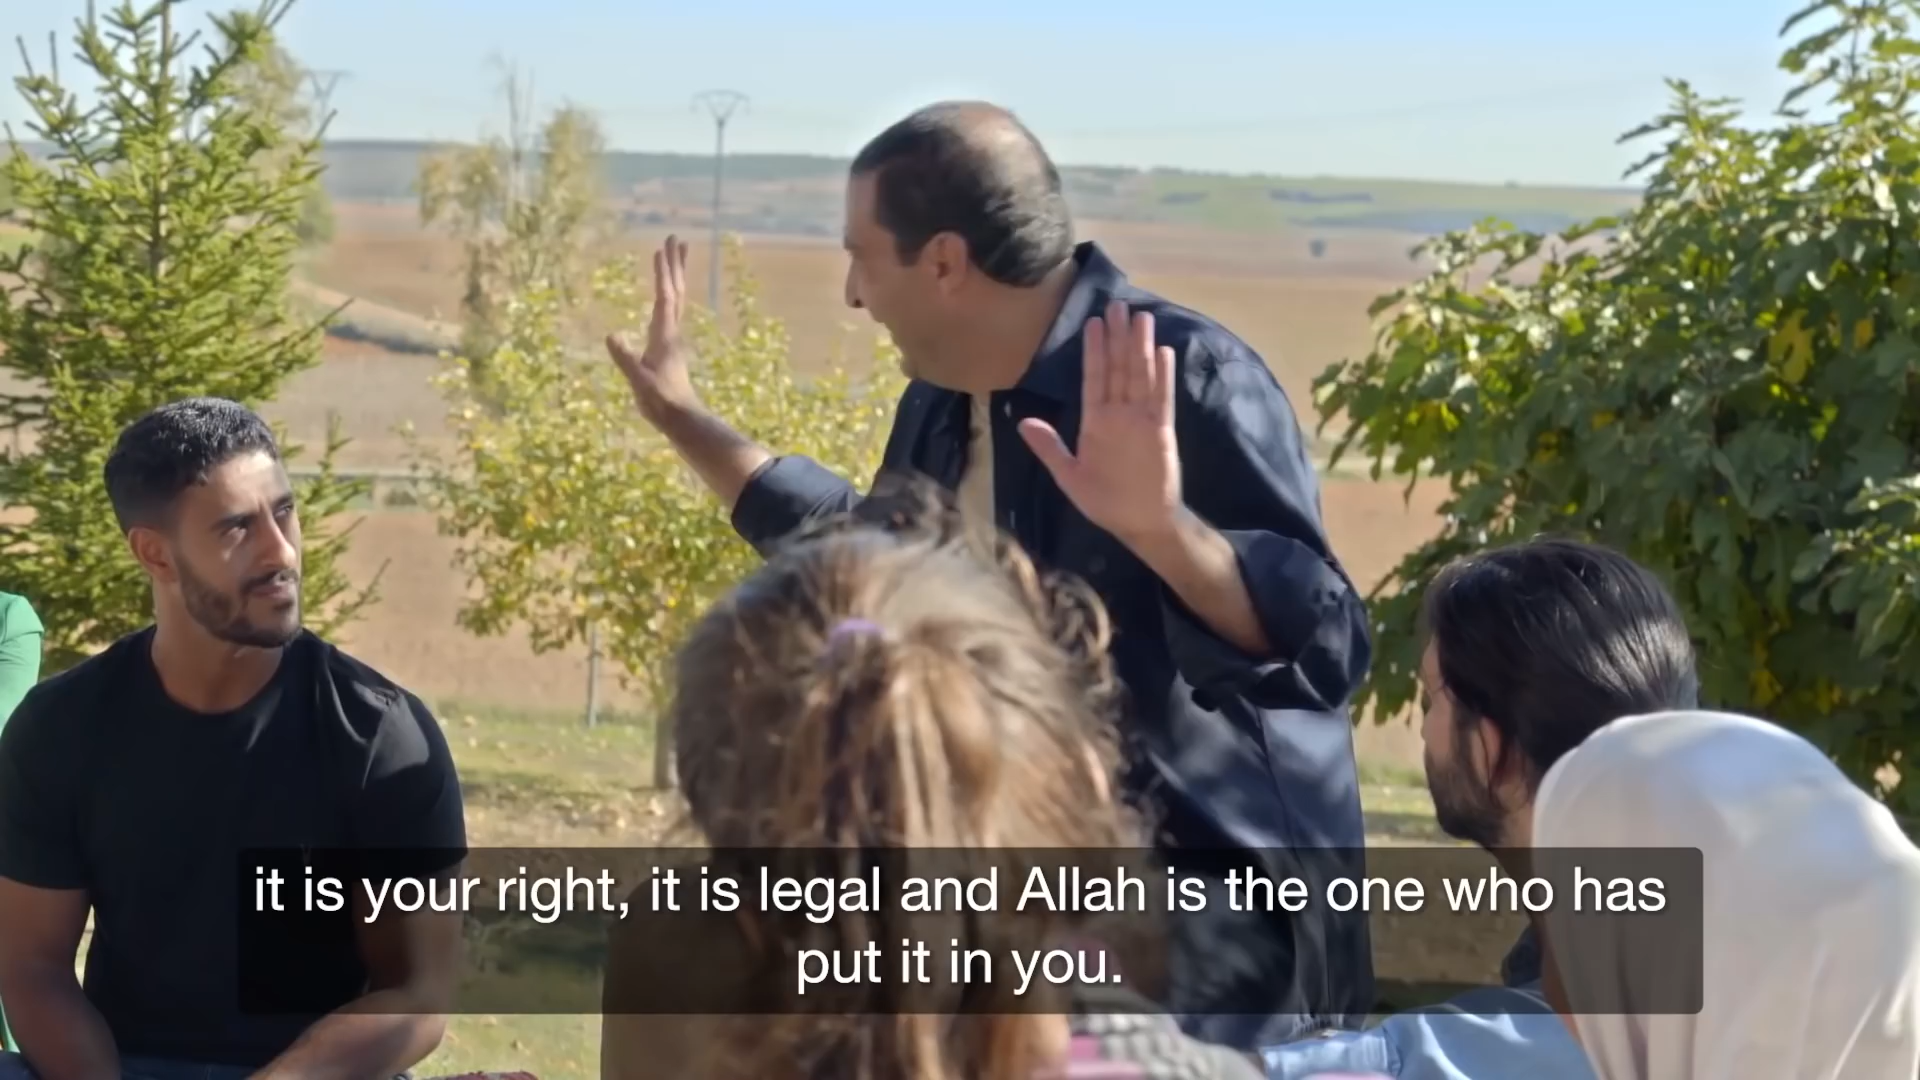 it is your right, it is legal and Allah is the one who has
put it in you.